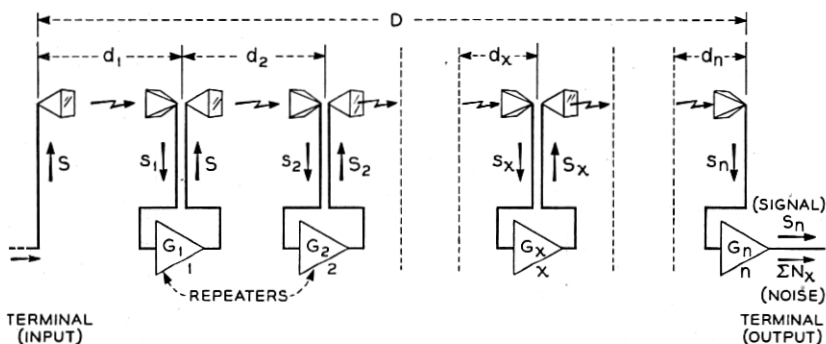 D
d1 d2 dx dn
S s1 S s2 S2 sx Sx sn
(SIGNAL)
Sn
G1 G2 Gx Gn
1 2 x n
ΣNx
REPEATERS
(NOISE)
TERMINAL
(INPUT)
TERMINAL
(OUTPUT)